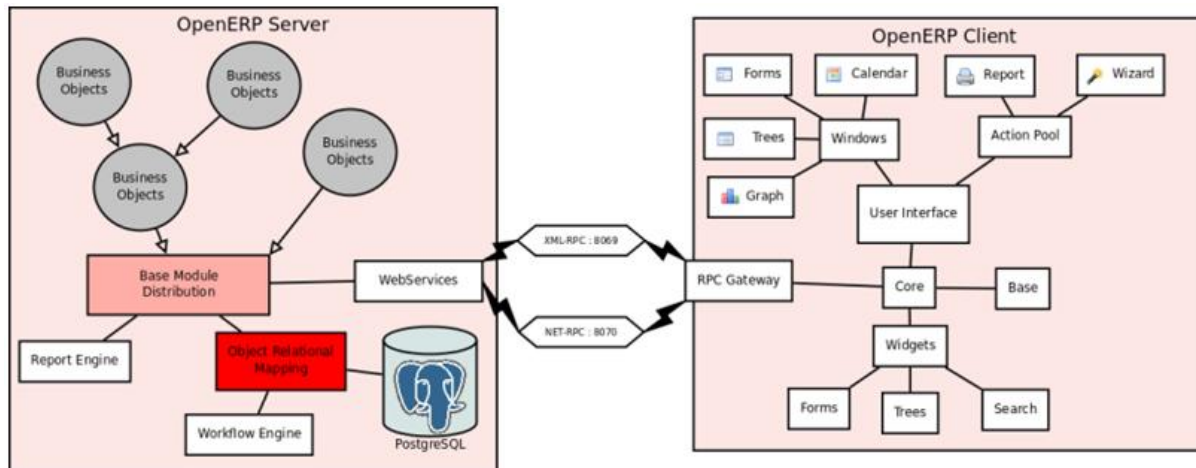 OpenERP Server
Business
Objects
Business
Objects
Business
Objects
Business
Objects
Base Module
Distribution
WebServices
Report Engine
Object Relational
Mapping
Workflow Engine
PostgreSQL
XML-RPC : 8069
NET-RPC : 8070
OpenERP Client
Forms
Calendar
Report
Wizard
Trees
Windows
Action Pool
Graph
User Interface
RPC Gateway
Core
Base
Widgets
Forms
Trees
Search